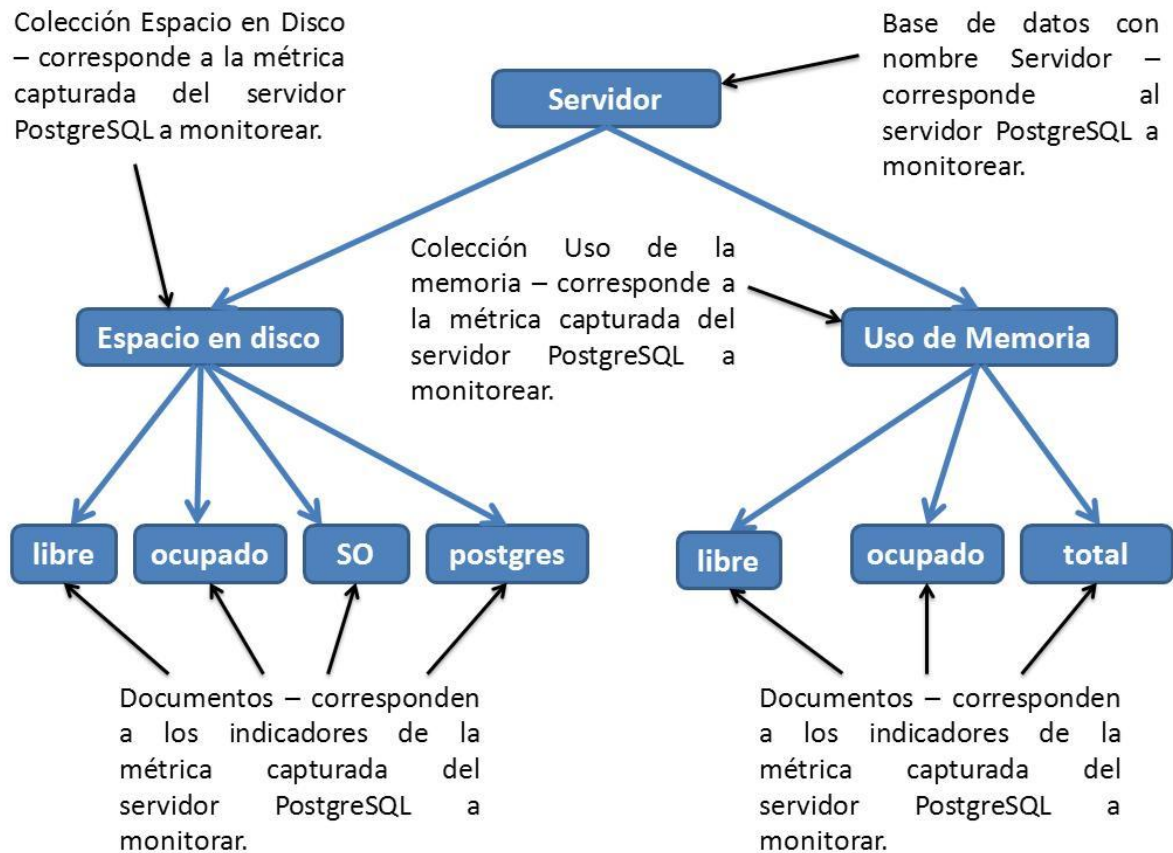 Colección Espacio en Disco
– corresponde a la métrica
capturada del servidor
PostgreSQL a monitorear.
Base de datos con
nombre Servidor –
corresponde al
servidor PostgreSQL a
monitorear.
Servidor
Colección Uso de la
memoria – corresponde a
la métrica capturada del
servidor PostgreSQL a
monitorear.
Espacio en disco
Uso de Memoria
libre
ocupado
SO
postgres
libre
ocupado
total
Documentos – corresponden
a los indicadores de la
métrica capturada del
servidor PostgreSQL a
monitorar.
Documentos – corresponden
a los indicadores de la
métrica capturada del
servidor PostgreSQL a
monitorar.